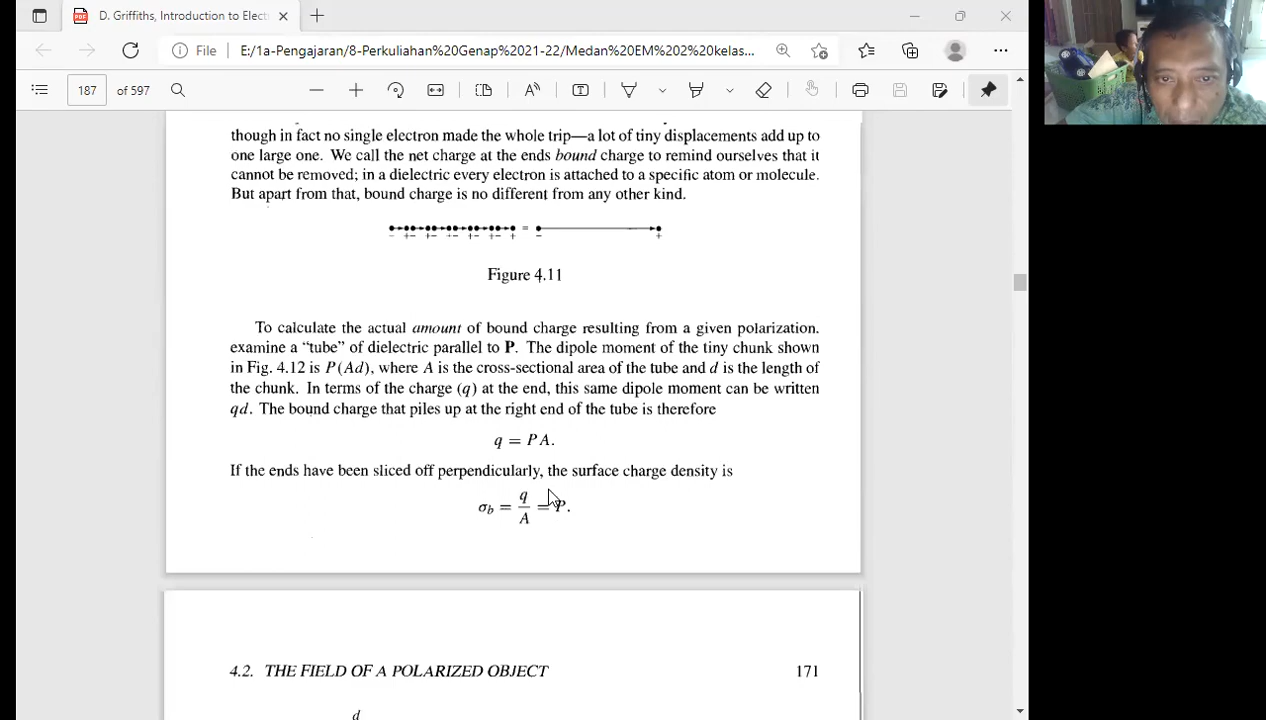 D. Griffiths, Introduction to Electr
File
E:/1a-Pengajaran/8-Perkuliahan%20Genap%2021-22/Medan%20EM%202%20kelas...
187 of 597
though in fact no single electron made the whole trip—a lot of tiny displacements add up to
one large one. We call the net charge at the ends bound charge to remind ourselves that it
cannot be removed; in a dielectric every electron is attached to a specific atom or molecule.
But apart from that, bound charge is no different from any other kind.
− +− +− +− +− +− + = − +
Figure 4.11
To calculate the actual amount of bound charge resulting from a given polarization,
examine a “tube” of dielectric parallel to P. The dipole moment of the tiny chunk shown
in Fig. 4.12 is P(Ad), where A is the cross-sectional area of the tube and d is the length of
the chunk. In terms of the charge (q) at the end, this same dipole moment can be written
qd. The bound charge that piles up at the right end of the tube is therefore
q = PA.
If the ends have been sliced off perpendicularly, the surface charge density is
σb = q/A = P.
4.2. THE FIELD OF A POLARIZED OBJECT 171
d